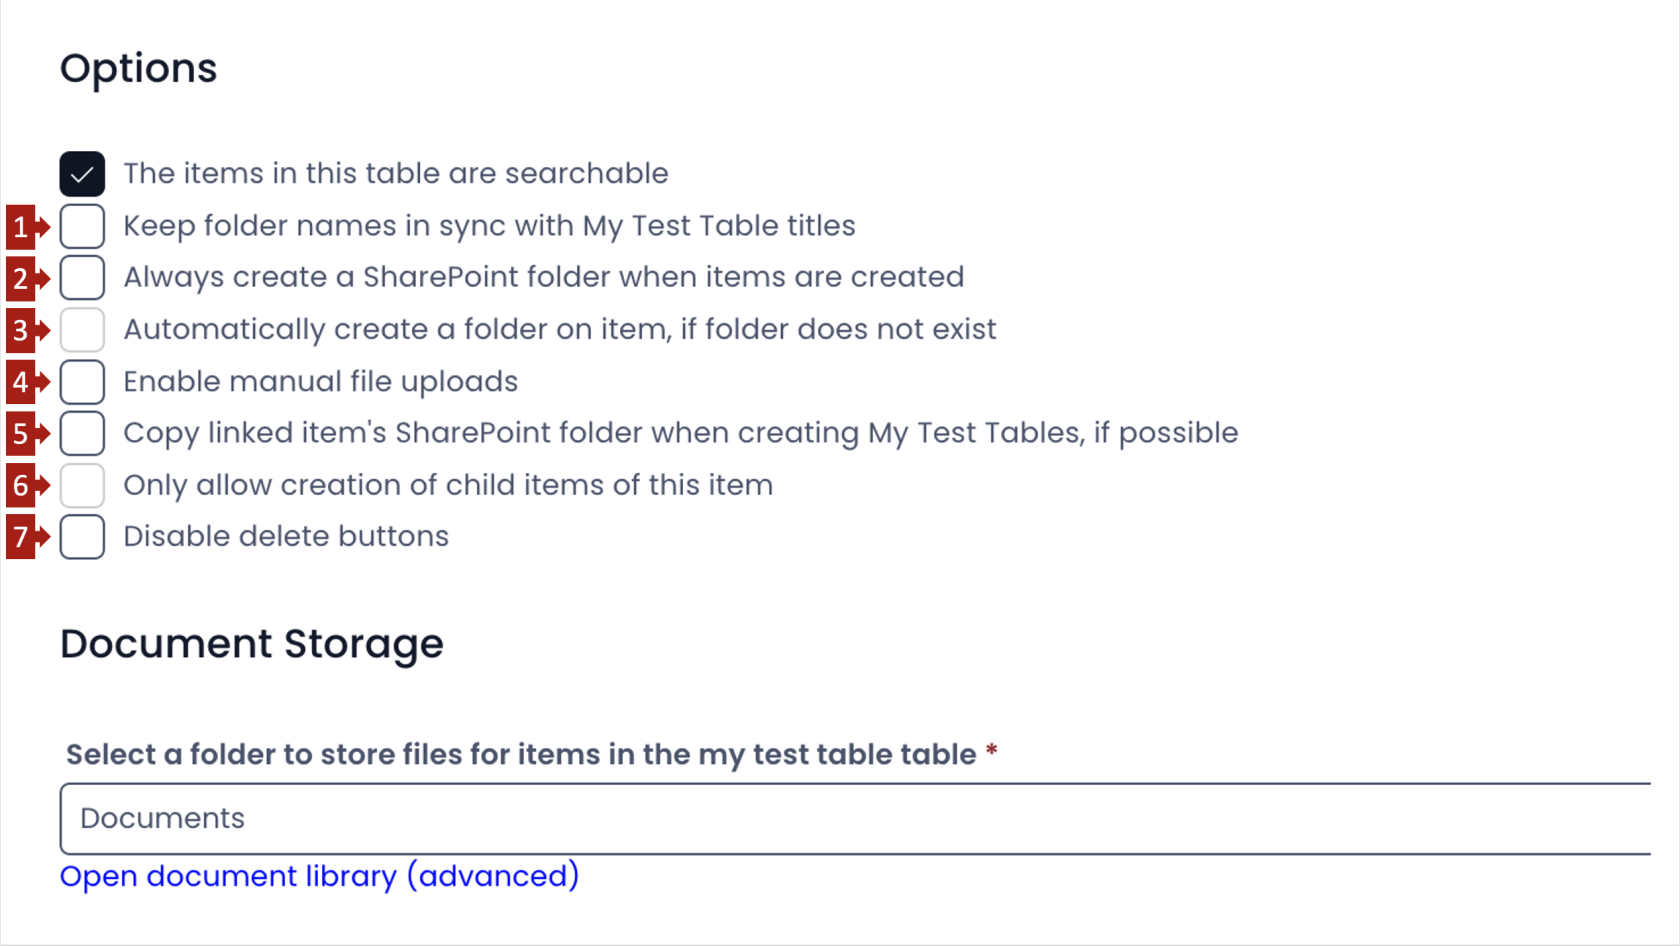 Options
The items in this table are searchable
1 Keep folder names in sync with My Test Table titles
2 Always create a SharePoint folder when items are created
3 Automatically create a folder on item, if folder does not exist
4 Enable manual file uploads
5 Copy linked item's SharePoint folder when creating My Test Tables, if possible
6 Only allow creation of child items of this item
7 Disable delete buttons
Document Storage
Select a folder to store files for items in the my test table table *
Documents
Open document library (advanced)